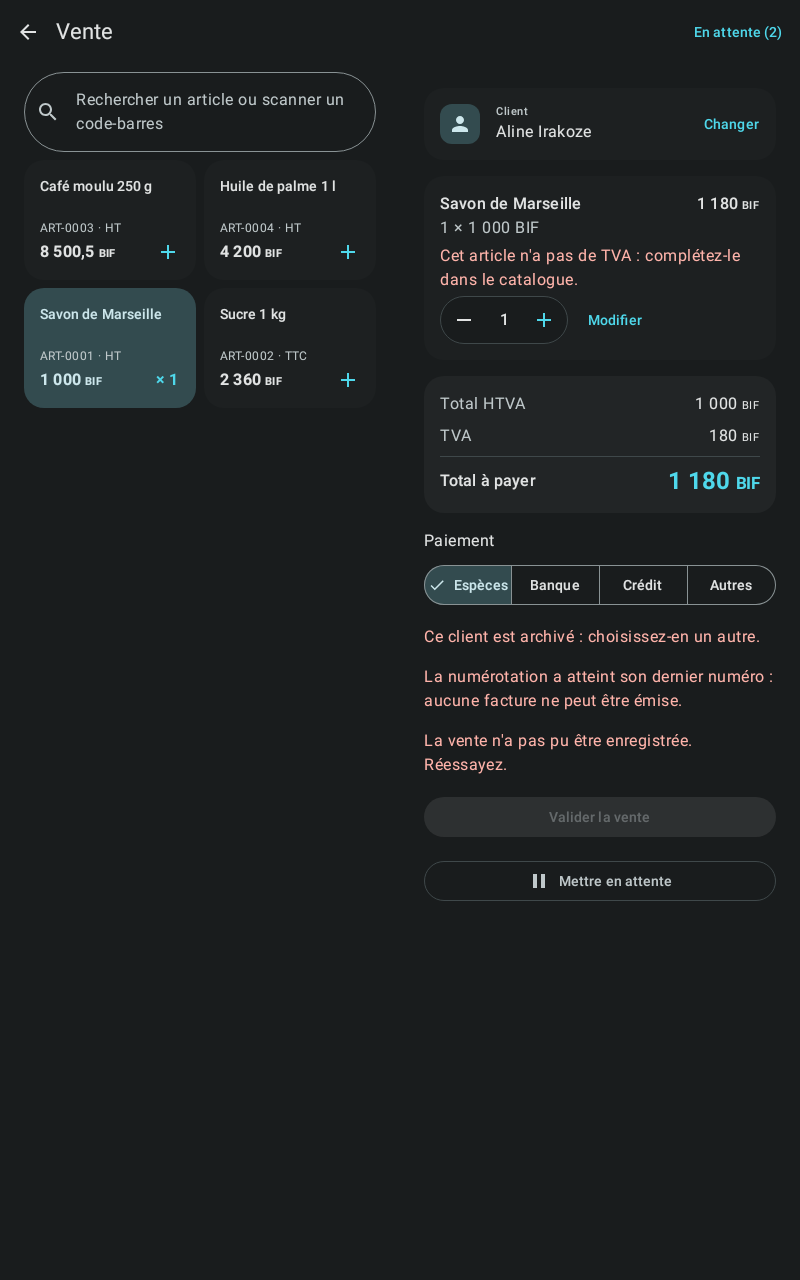 Vente
En attente (2)
Rechercher un article ou scanner un
code-barres
Café moulu 250 g
ART-0003 · HT
8 500,5 BIF
Huile de palme 1 l
ART-0004 · HT
4 200 BIF
Savon de Marseille
ART-0001 · HT
1 000 BIF
× 1
Sucre 1 kg
ART-0002 · TTC
2 360 BIF
Client
Aline Irakoze
Changer
Savon de Marseille
1 180 BIF
1 × 1 000 BIF
Cet article n'a pas de TVA : complétez-le
dans le catalogue.
1
Modifier
Total HTVA
1 000 BIF
TVA
180 BIF
Total à payer
1 180 BIF
Paiement
Espèces
Banque
Crédit
Autres
Ce client est archivé : choisissez-en un autre.
La numérotation a atteint son dernier numéro :
aucune facture ne peut être émise.
La vente n'a pas pu être enregistrée.
Réessayez.
Valider la vente
Mettre en attente